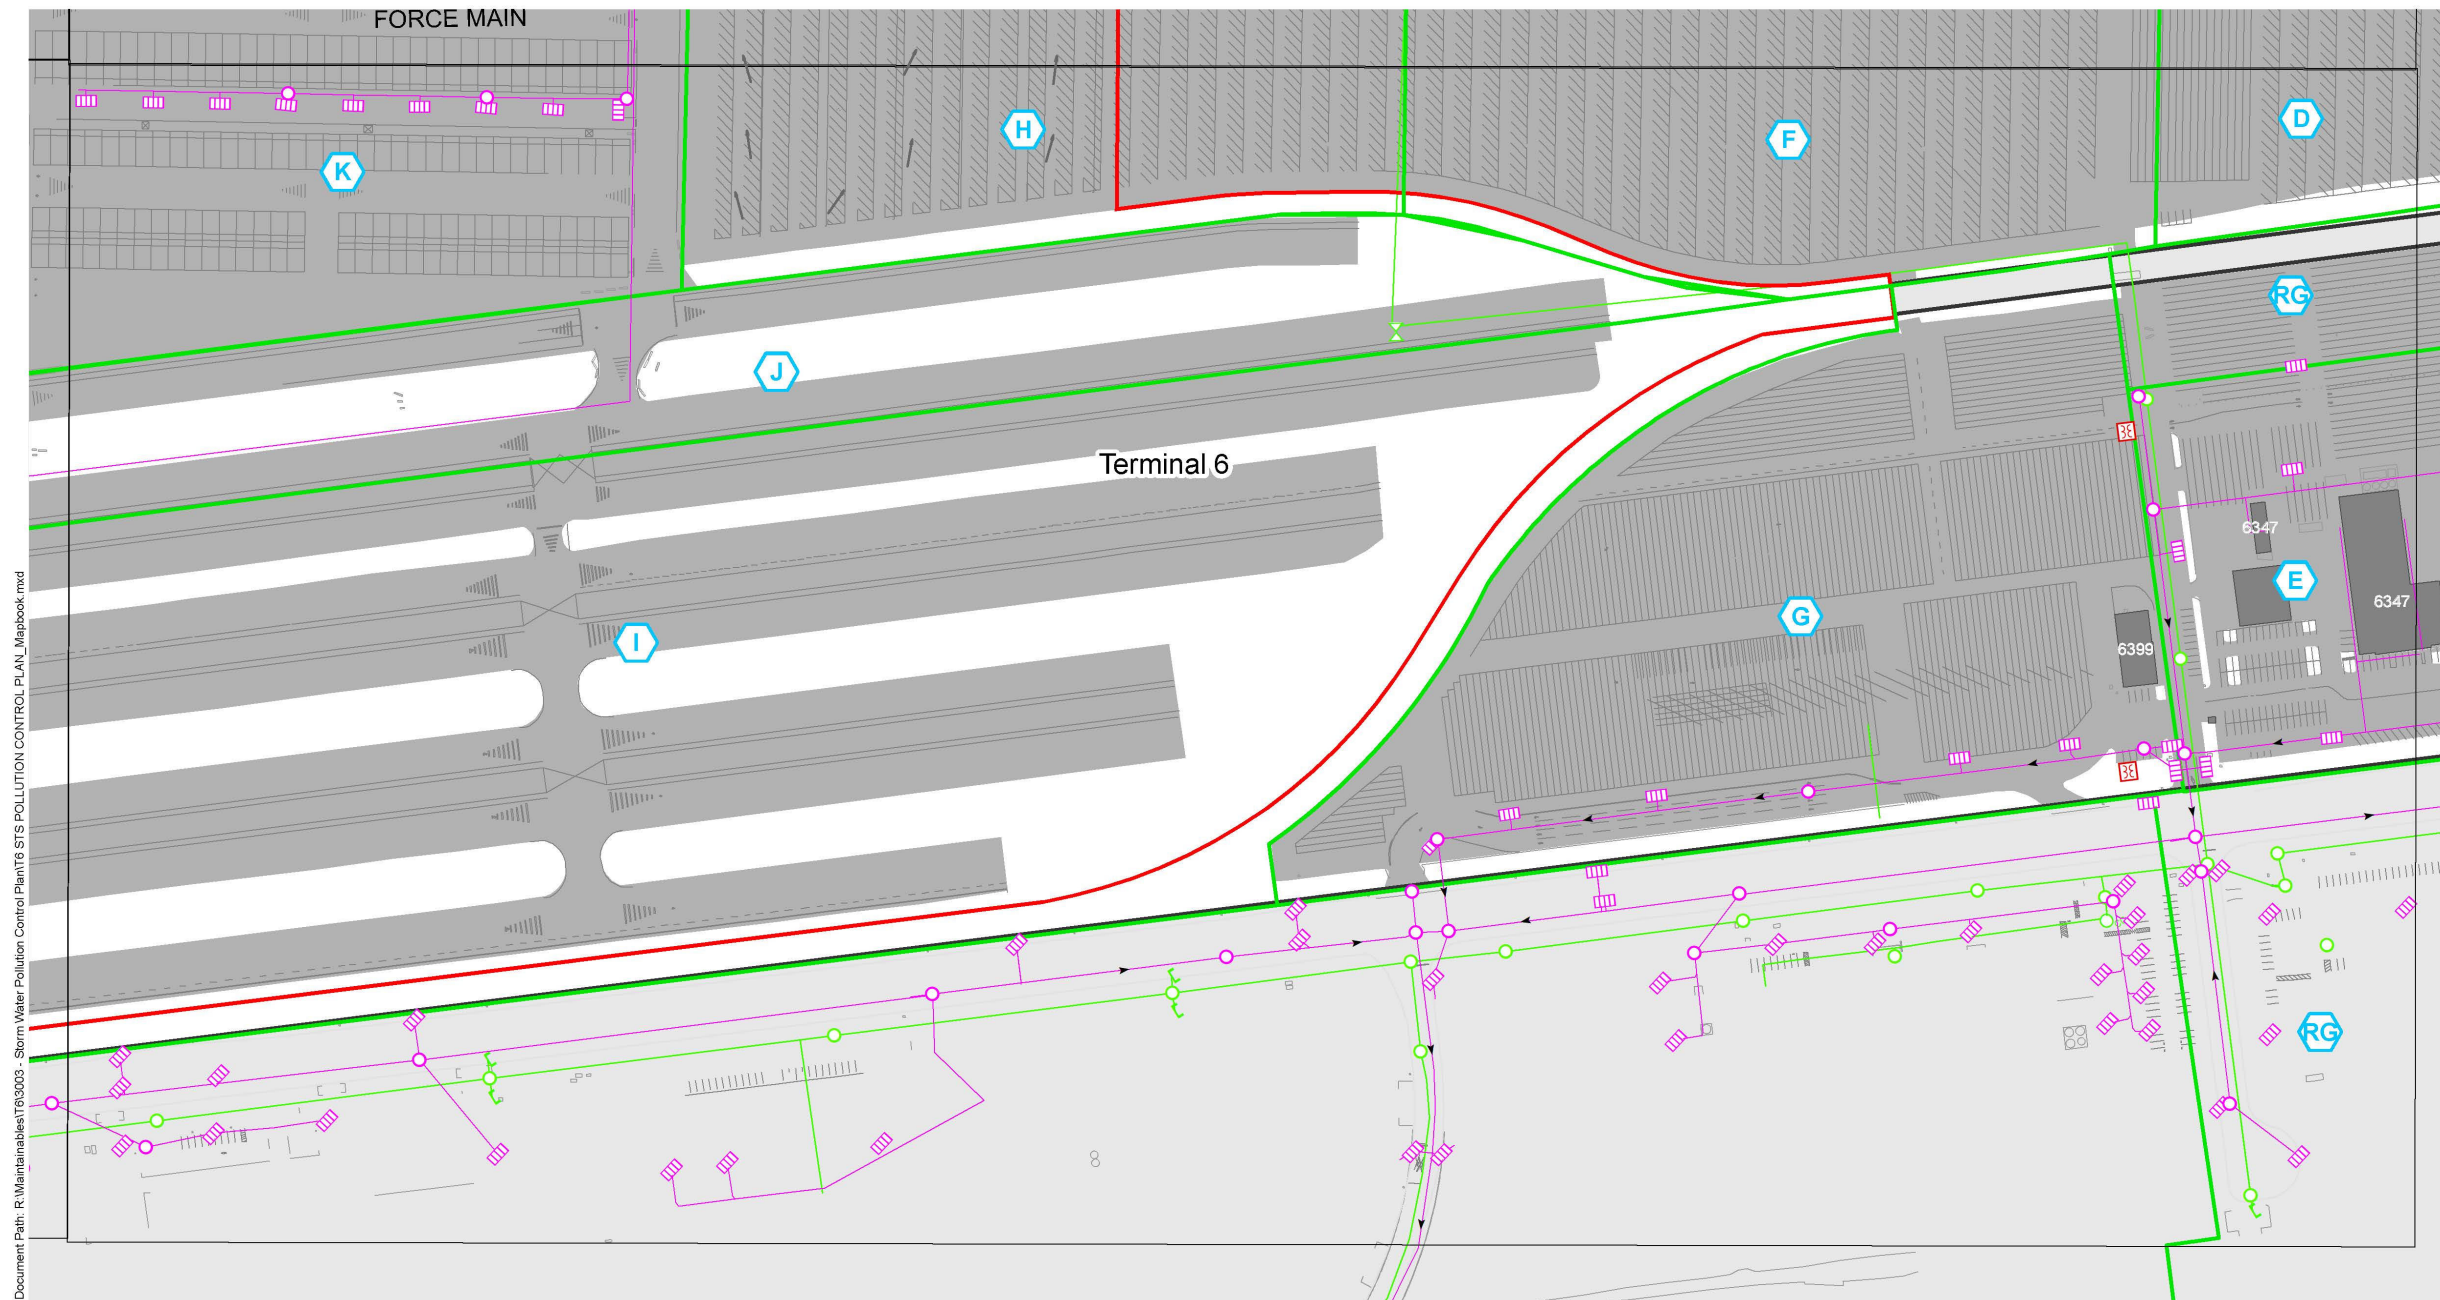 FORCE MAIN
H
F
D
K
RG
J
Terminal 6
6347
E
6347
G
I
6399
RG
Document Path: R:\Maintainables\T6\3003 - Storm Water Pollution Control Plan\T6 STS POLLUTION CONTROL PLAN_Mapbook.mxd